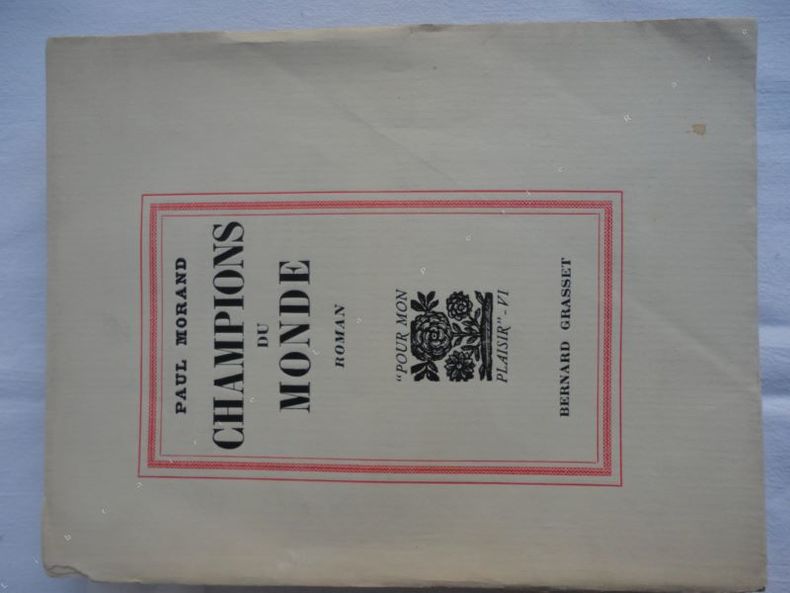 PAUL MORAND
CHAMPIONS
DU
MONDE
ROMAN
"POUR MON
PLAISIR" - VI
BERNARD GRASSET